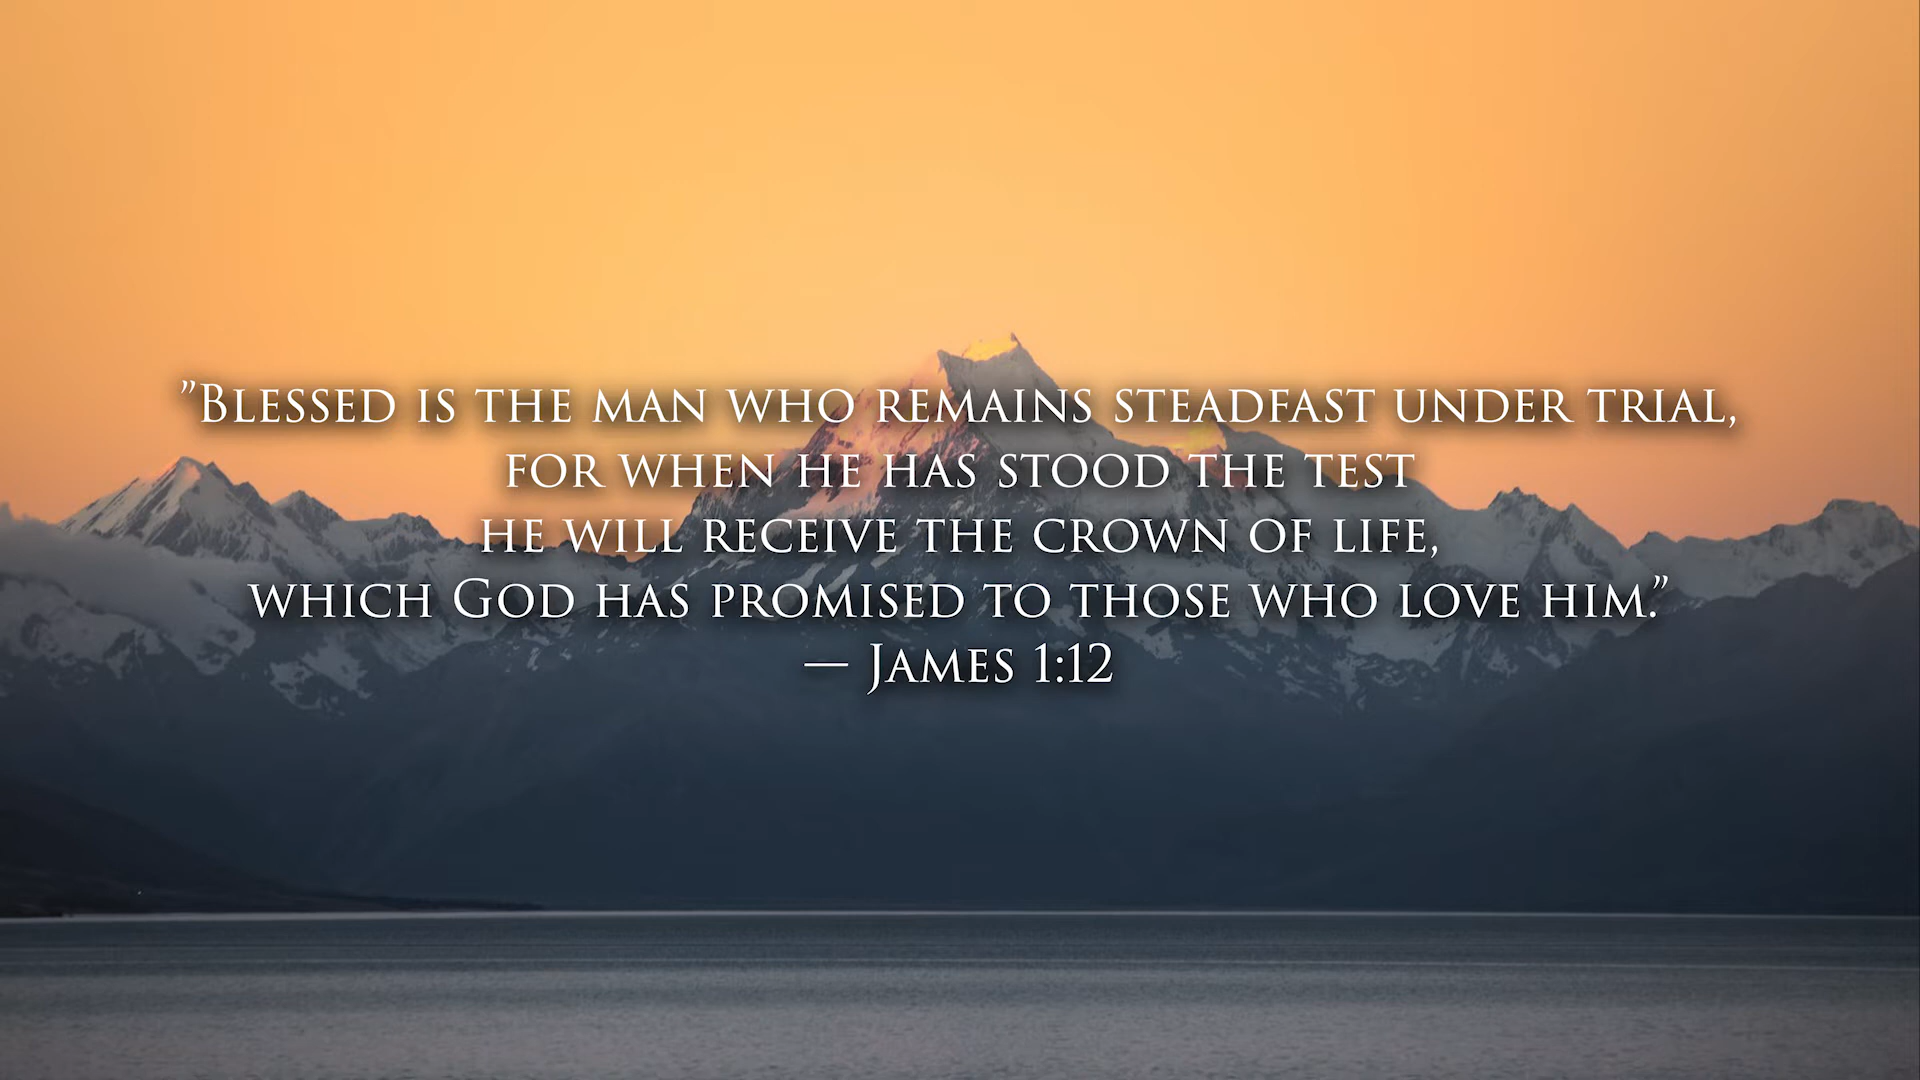 ”Blessed is the man who remains steadfast under trial,
for when he has stood the test
he will receive the crown of life,
which God has promised to those who love him.”
— James 1:12